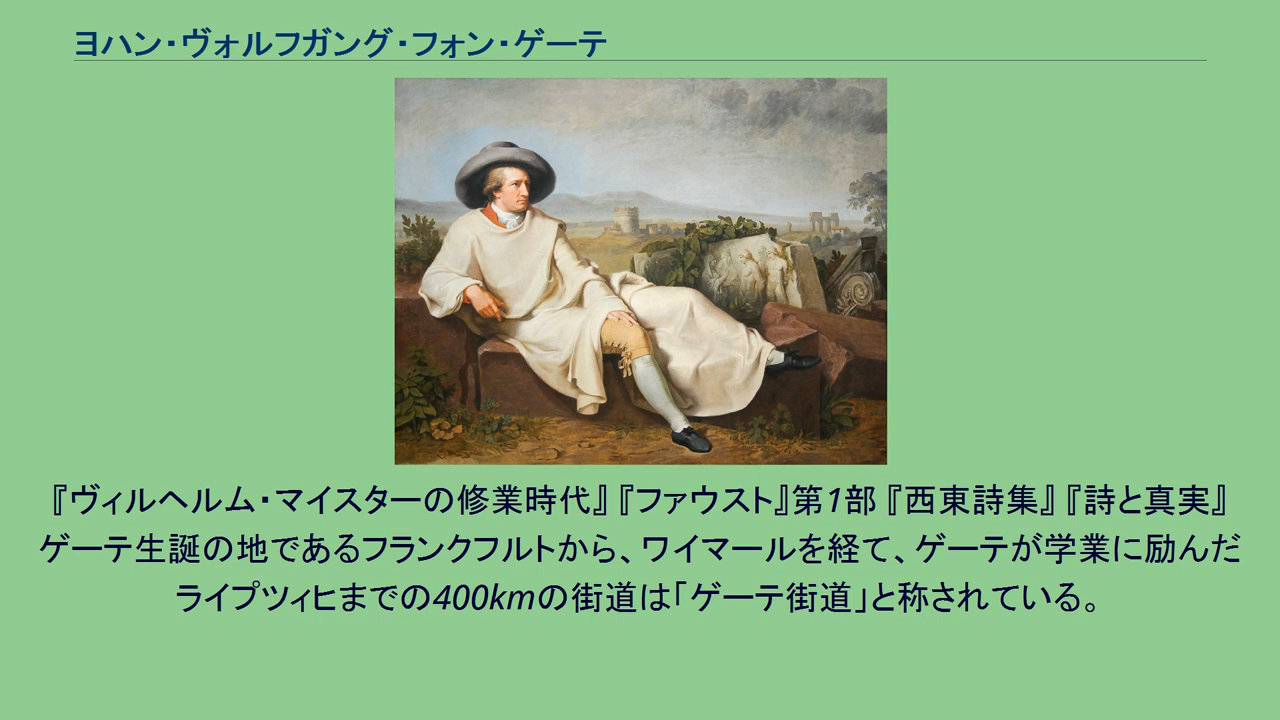 ヨハン・ヴォルフガング・フォン・ゲーテ
『ヴィルヘルム・マイスターの修業時代』『ファウスト』第1部『西東詩集』『詩と真実』
ゲーテ生誕の地であるフランクフルトから、ワイマールを経て、ゲーテが学業に励んだ
ライプツィヒまでの400kmの街道は「ゲーテ街道」と称されている。